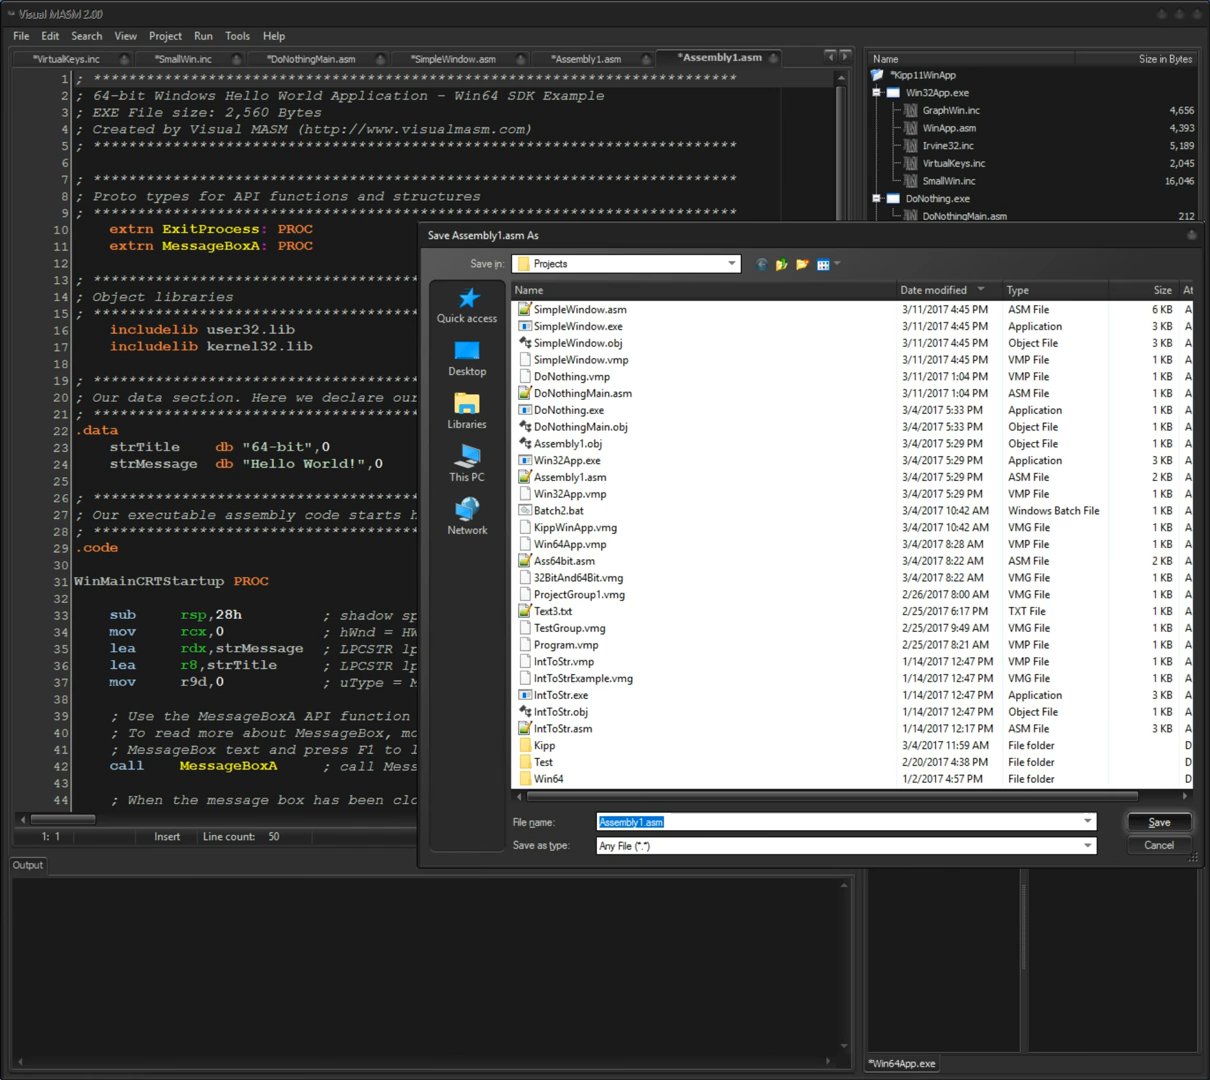 Visual MASM 2.00
File Edit Search View Project Run Tools Help
*VirtualKeys.inc *SmallWin.inc *DoNothingMain.asm *SimpleWindow.asm *Assembly1.asm *Assembly1.asm
1 ; *************************************************************************
2 ; 64-bit Windows Hello World Application - Win64 SDK Example
3 ; EXE File size: 2,560 Bytes
4 ; Created by Visual MASM (http://www.visualmasm.com)
5 ; *************************************************************************
6
7 ; *************************************************************************
8 ; Proto types for API functions and structures
9 ; *************************************************************************
10 extrn ExitProcess: PROC
11 extrn MessageBoxA: PROC
12
13 ; *************************************
14 ; Object libraries
15 ; *************************************
16 includelib user32.lib
17 includelib kernel32.lib
18
19 ; *************************************
20 ; Our data section. Here we declare our
21 ; *************************************
22 .data
23 strTitle db "64-bit",0
24 strMessage db "Hello World!",0
25
26 ; *************************************
27 ; Our executable assembly code starts h
28 ; *************************************
29 .code
30
31 WinMainCRTStartup PROC
32
33 sub rsp,28h ; shadow sp
34 mov rcx,0 ; hWnd = HW
35 lea rdx,strMessage ; LPCSTR lp
36 lea r8,strTitle ; LPCSTR lp
37 mov r9d,0 ; uType = M
38
39 ; Use the MessageBoxA API function
40 ; To read more about MessageBox, mo
41 ; MessageBox text and press F1 to l
42 call MessageBoxA ; call Mess
43
44 ; When the message box has been clo
1: 1 Insert Line count: 50
Output
Name Size in Bytes
*Kipp11WinApp
Win32App.exe
GraphWin.inc 4,656
WinApp.asm 4,393
Irvine32.inc 5,189
VirtualKeys.inc 2,045
SmallWin.inc 16,046
DoNothing.exe
DoNothingMain.asm 212
Save Assembly1.asm As
Save in: Projects
Quick access
Desktop
Libraries
This PC
Network
Name Date modified Type Size At
SimpleWindow.asm 3/11/2017 4:45 PM ASM File 6 KB A
SimpleWindow.exe 3/11/2017 4:45 PM Application 3 KB A
SimpleWindow.obj 3/11/2017 4:45 PM Object File 3 KB A
SimpleWindow.vmp 3/11/2017 4:45 PM VMP File 1 KB A
DoNothing.vmp 3/11/2017 1:04 PM VMP File 1 KB A
DoNothingMain.asm 3/11/2017 1:04 PM ASM File 1 KB A
DoNothing.exe 3/4/2017 5:33 PM Application 3 KB A
DoNothingMain.obj 3/4/2017 5:33 PM Object File 1 KB A
Assembly1.obj 3/4/2017 5:29 PM Object File 1 KB A
Win32App.exe 3/4/2017 5:29 PM Application 3 KB A
Assembly1.asm 3/4/2017 5:29 PM ASM File 2 KB A
Win32App.vmp 3/4/2017 5:29 PM VMP File 1 KB A
Batch2.bat 3/4/2017 10:42 AM Windows Batch File 1 KB A
KippWinApp.vmg 3/4/2017 10:42 AM VMG File 1 KB A
Win64App.vmp 3/4/2017 8:28 AM VMP File 1 KB A
Ass64bit.asm 3/4/2017 8:22 AM ASM File 2 KB A
32BitAnd64Bit.vmg 3/4/2017 8:22 AM VMG File 1 KB A
ProjectGroup1.vmg 2/26/2017 8:00 AM VMG File 1 KB A
Text3.txt 2/25/2017 6:17 PM TXT File 1 KB A
TestGroup.vmg 2/25/2017 9:49 AM VMG File 1 KB A
Program.vmp 2/25/2017 8:21 AM VMP File 1 KB A
IntToStr.vmp 1/14/2017 12:47 PM VMP File 1 KB A
IntToStrExample.vmg 1/14/2017 12:47 PM VMG File 1 KB A
IntToStr.exe 1/14/2017 12:47 PM Application 3 KB A
IntToStr.obj 1/14/2017 12:47 PM Object File 1 KB A
IntToStr.asm 1/14/2017 12:17 PM ASM File 3 KB A
Kipp 3/4/2017 11:59 AM File folder D
Test 2/20/2017 4:38 PM File folder D
Win64 1/2/2017 4:57 PM File folder D
File name: Assembly1.asm Save
Save as type: Any File (*.*) Cancel
*Win64App.exe